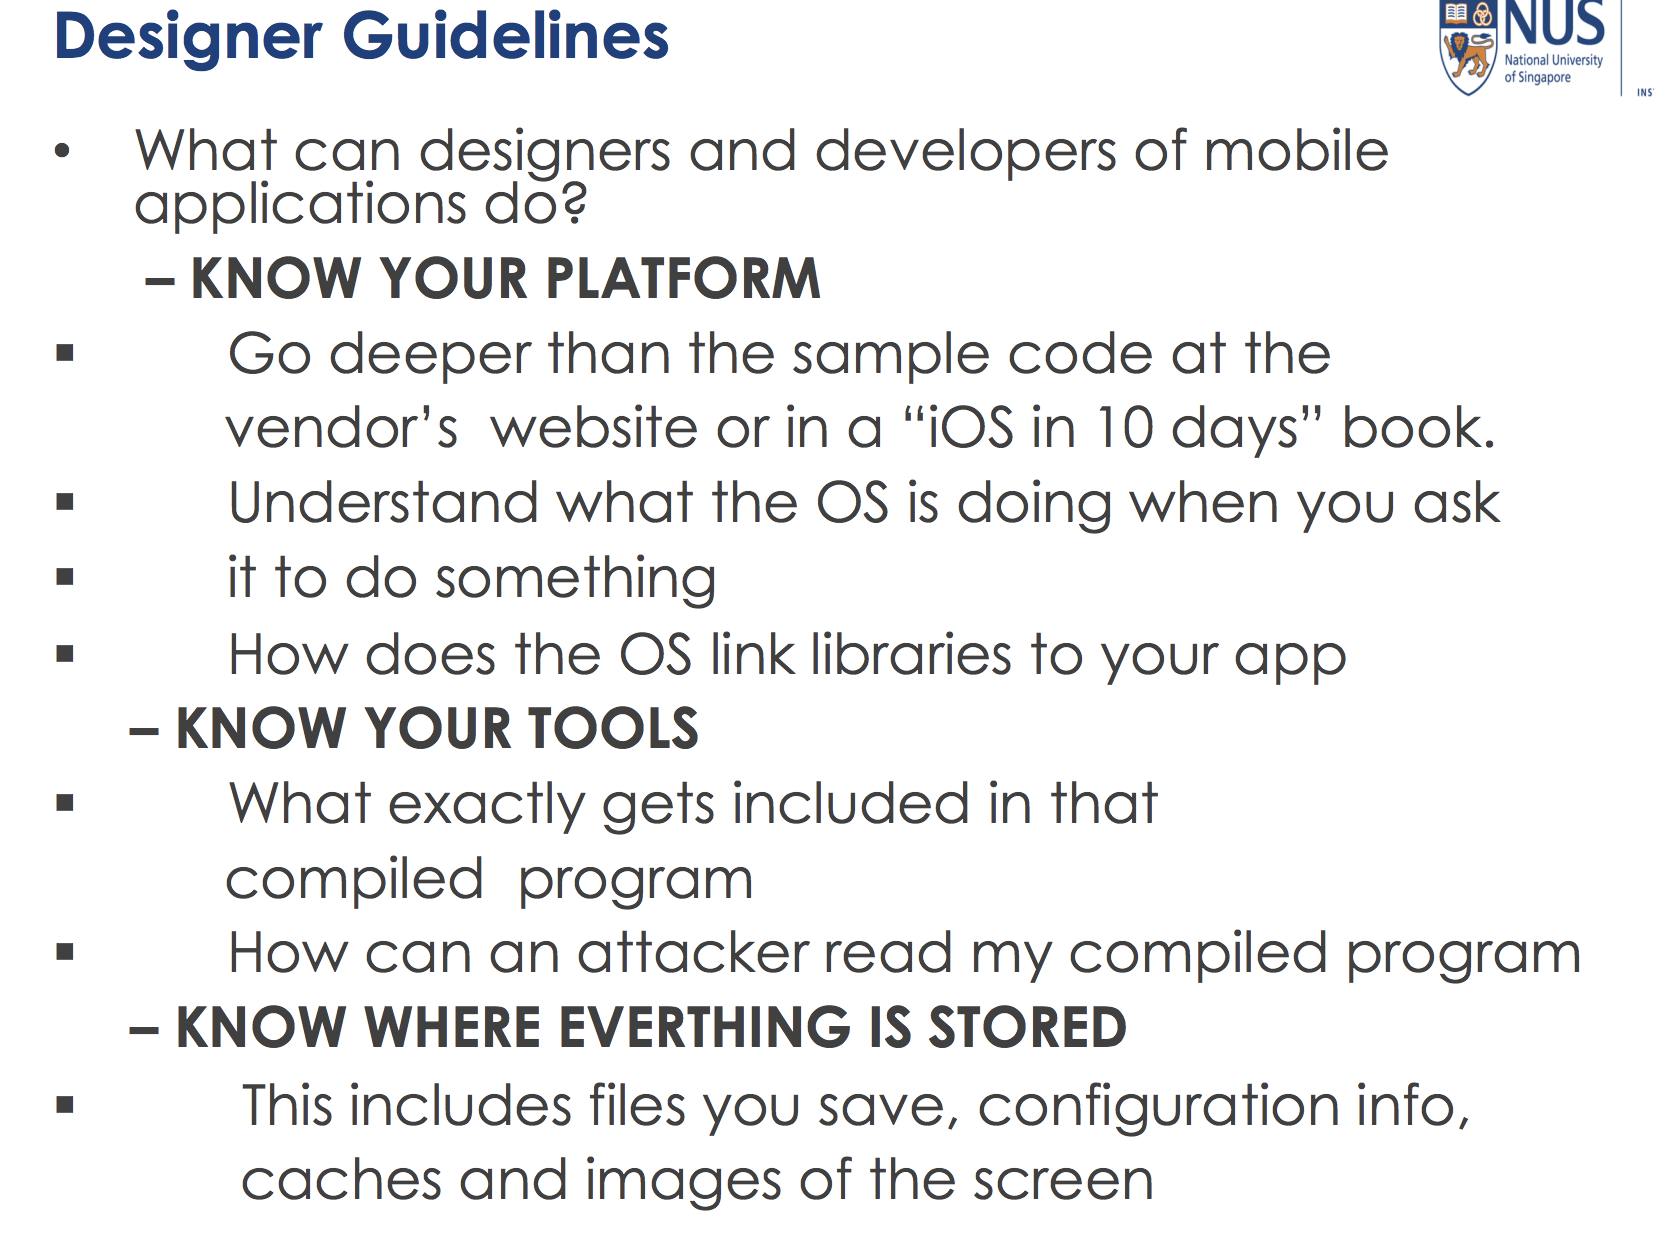 Designer Guidelines
NUS
National University
of Singapore
INS
• What can designers and developers of mobile
applications do?
– KNOW YOUR PLATFORM
▪ Go deeper than the sample code at the
vendor’s website or in a “iOS in 10 days” book.
▪ Understand what the OS is doing when you ask
▪ it to do something
▪ How does the OS link libraries to your app
– KNOW YOUR TOOLS
▪ What exactly gets included in that
compiled program
▪ How can an attacker read my compiled program
– KNOW WHERE EVERTHING IS STORED
▪ This includes files you save, configuration info,
caches and images of the screen